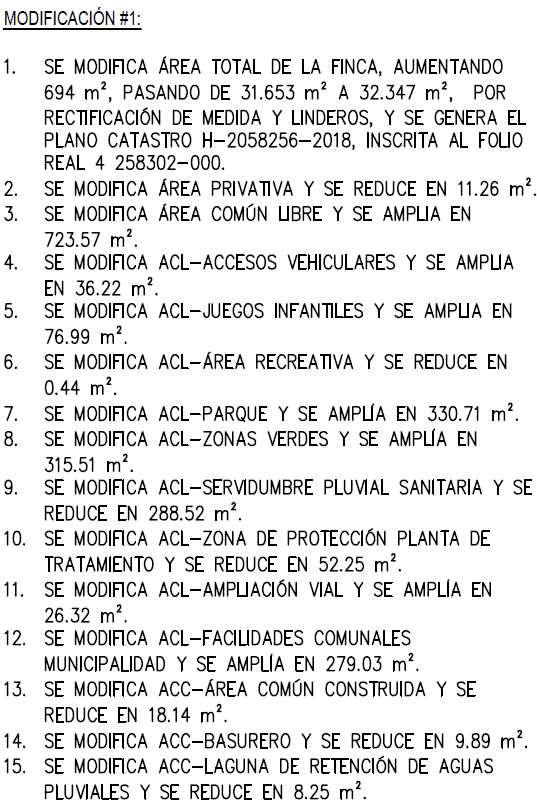 MODIFICACIÓN #1:
1. SE MODIFICA ÁREA TOTAL DE LA FINCA, AUMENTANDO
694 m², PASANDO DE 31.653 m² A 32.347 m², POR
RECTIFICACIÓN DE MEDIDA Y LINDEROS, Y SE GENERA EL
PLANO CATASTRO H-2058256-2018, INSCRITA AL FOLIO
REAL 4 258302-000.
2. SE MODIFICA ÁREA PRIVATIVA Y SE REDUCE EN 11.26 m².
3. SE MODIFICA ÁREA COMÚN LIBRE Y SE AMPLIA EN
723.57 m².
4. SE MODIFICA ACL-ACCESOS VEHICULARES Y SE AMPLIA
EN 36.22 m².
5. SE MODIFICA ACL-JUEGOS INFANTILES Y SE AMPLIA EN
76.99 m².
6. SE MODIFICA ACL-ÁREA RECREATIVA Y SE REDUCE EN
0.44 m².
7. SE MODIFICA ACL-PARQUE Y SE AMPLÍA EN 330.71 m².
8. SE MODIFICA ACL-ZONAS VERDES Y SE AMPLÍA EN
315.51 m².
9. SE MODIFICA ACL-SERVIDUMBRE PLUVIAL SANITARIA Y SE
REDUCE EN 288.52 m².
10. SE MODIFICA ACL-ZONA DE PROTECCIÓN PLANTA DE
TRATAMIENTO Y SE REDUCE EN 52.25 m².
11. SE MODIFICA ACL-AMPLIACIÓN VIAL Y SE AMPLÍA EN
26.32 m².
12. SE MODIFICA ACL-FACILIDADES COMUNALES
MUNICIPALIDAD Y SE AMPLÍA EN 279.03 m².
13. SE MODIFICA ACC-ÁREA COMÚN CONSTRUIDA Y SE
REDUCE EN 18.14 m².
14. SE MODIFICA ACC-BASURERO Y SE REDUCE EN 9.89 m².
15. SE MODIFICA ACC-LAGUNA DE RETENCIÓN DE AGUAS
PLUVIALES Y SE REDUCE EN 8.25 m².